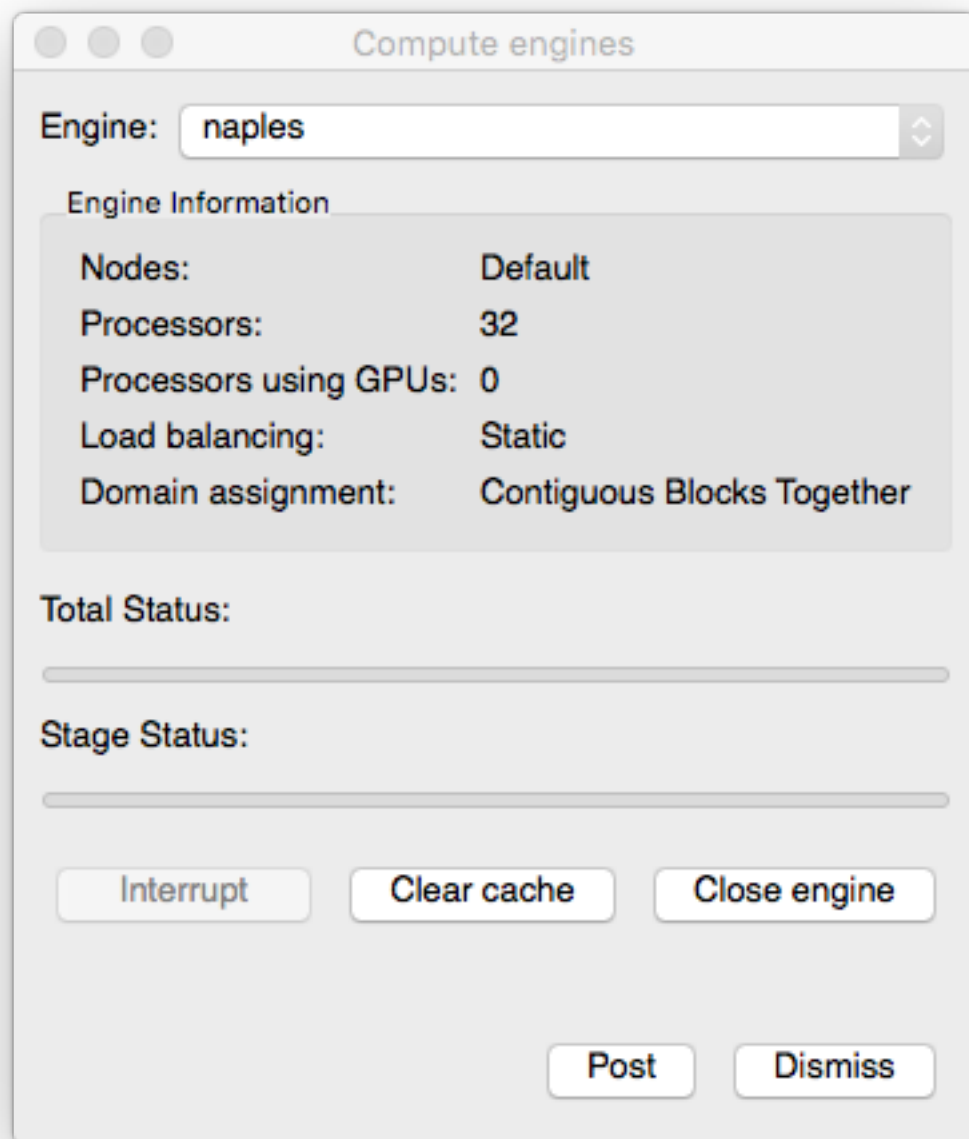 Compute engines
Engine: naples
Engine Information
Nodes: Default
Processors: 32
Processors using GPUs: 0
Load balancing: Static
Domain assignment: Contiguous Blocks Together
Total Status:
Stage Status:
Interrupt Clear cache Close engine
Post Dismiss